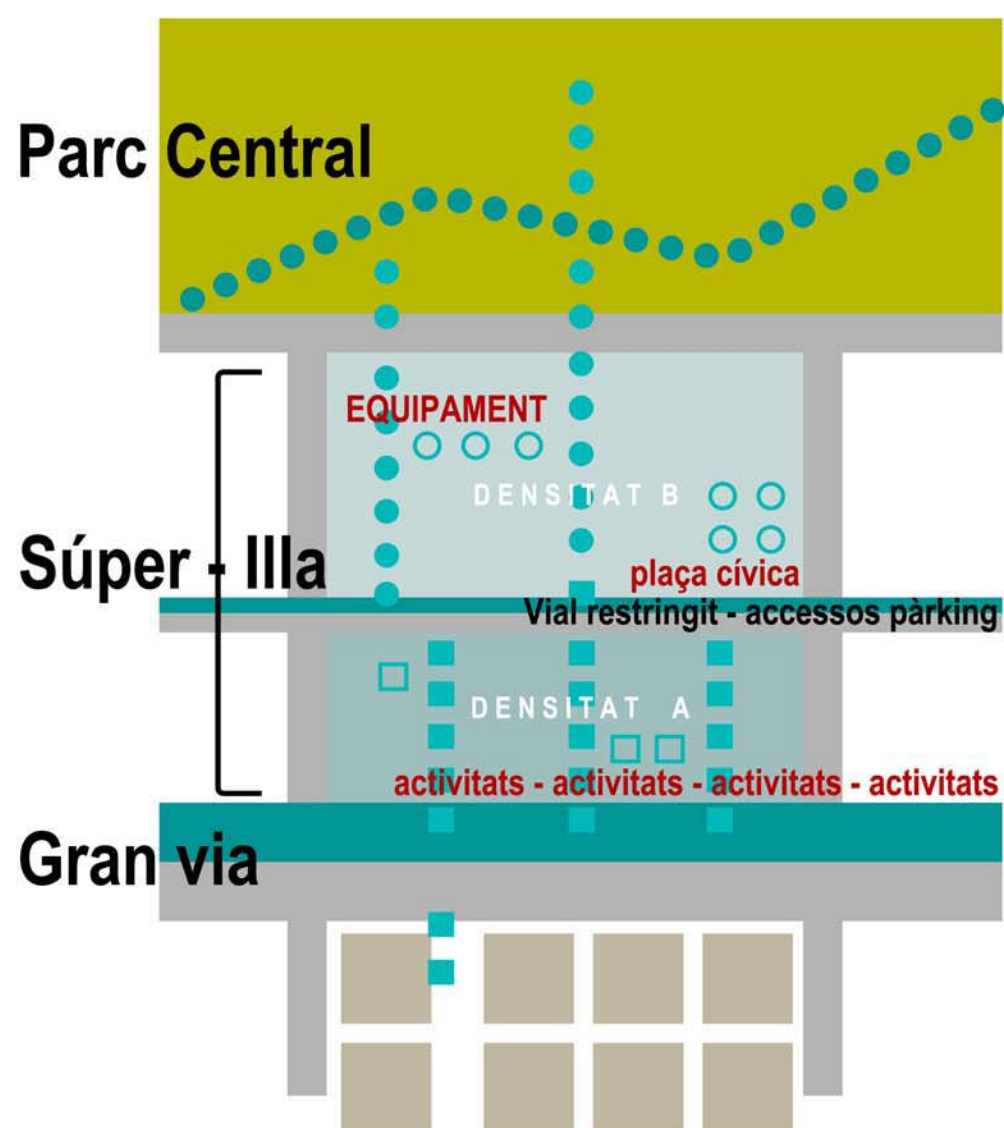 Parc Central
EQUIPAMENT
DENSITAT B
Súper - Illa
plaça cívica
Vial restringit - accessos pàrking
DENSITAT A
activitats - activitats - activitats - activitats
Gran via